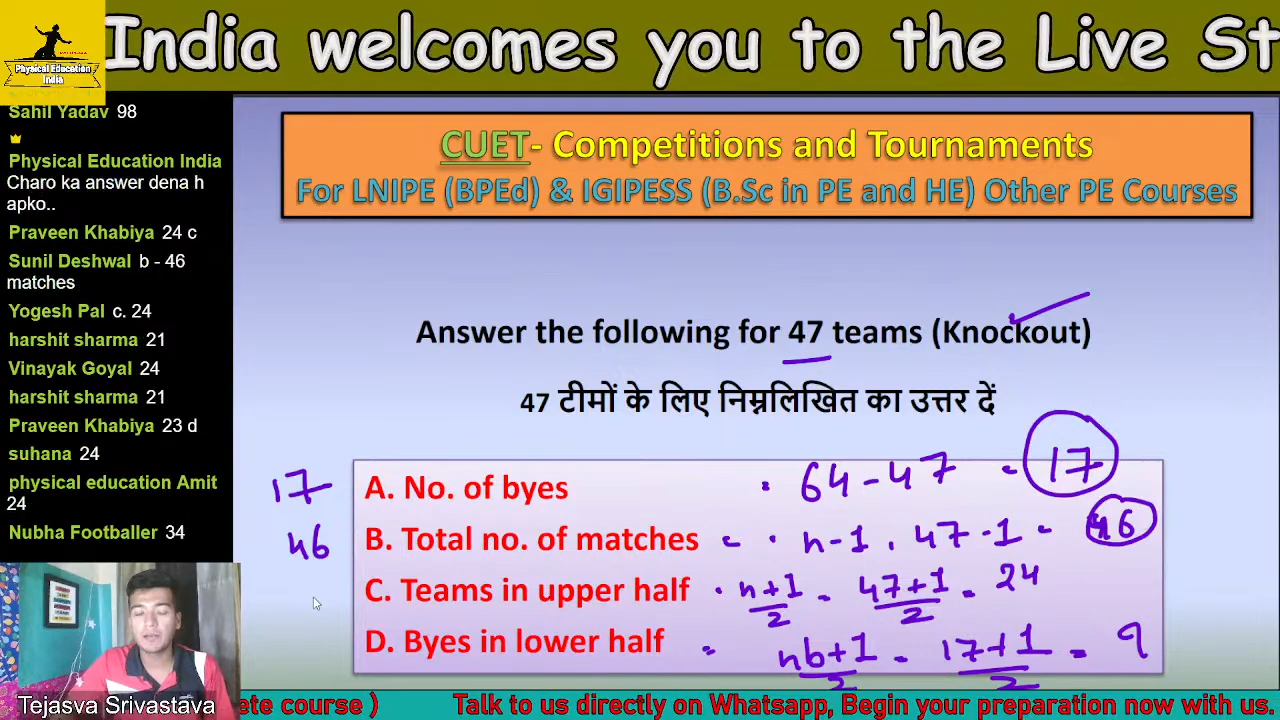 India welcomes you to the Live St
Physical Education
India
Sahil Yadav 98
Physical Education India
Charo ka answer dena h
apko..
Praveen Khabiya 24 c
Sunil Deshwal b - 46
matches
Yogesh Pal c. 24
harshit sharma 21
Vinayak Goyal 24
harshit sharma 21
Praveen Khabiya 23 d
suhana 24
physical education Amit
24
Nubha Footballer 34
CUET- Competitions and Tournaments
For LNIPE (BPEd) & IGIPESS (B.Sc in PE and HE) Other PE Courses
Answer the following for 47 teams (Knockout)
47 टीमों के लिए निम्नलिखित का उत्तर दें
17 A. No. of byes 64-47 = 17
46 B. Total no. of matches = n-1 . 47-1 = 46
C. Teams in upper half n+1/2 = 47+1/2 = 24
D. Byes in lower half = nb+1/2 = 17+1/2 = 9
Tejasva Srivastava
ete course ) Talk to us directly on Whatsapp, Begin your preparation now with us.